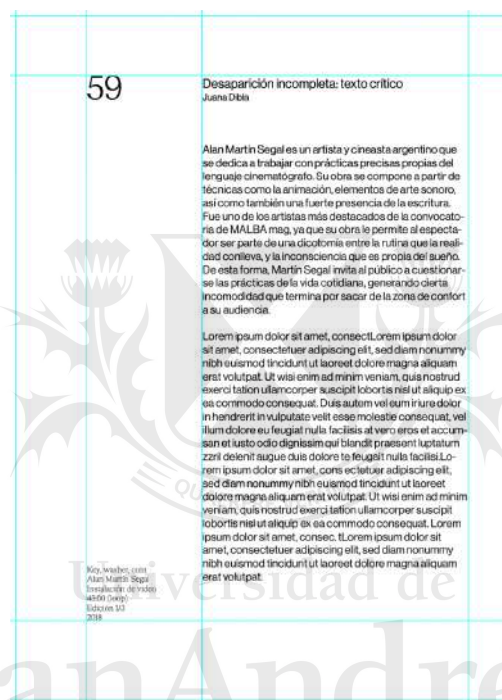 59
Desaparición incompleta: texto crítico
Juana Dibia
Alan Martin Segal es un artista y cineasta argentino que
se dedica a trabajar con prácticas precisas propias del
lenguaje cinematógrafo. Su obra se compone a partir de
técnicas como la animación, elementos de arte sonoro,
así como también una fuerte presencia de la escritura.
Fue uno de los artistas más destacados de la convocato-
ria de MALBA mag, ya que su obra le permite al especta-
dor ser parte de una dicotomia entre la rutina que la reali-
dad conlleva, y la inconsciencia que es propia del sueño.
De esta forma, Martín Segal invita al público a cuestionar-
se las prácticas de la vida cotidiana, generando cierta
incomodidad que termina por sacar de la zona de confort
a su audiencia.
Lorem ipsum dolor sit amet, consectLorem ipsum dolor
sit amet, consectetuer adipiscing elit, sed diam nonummy
nibh euismod tincidunt ut laoreet dolore magna aliquam
erat volutpat. Ut wisi enim ad minim veniam, quis nostrud
exerci tation ullamcorper suscipit lobortis nisl ut aliquip ex
ea commodo consequat. Duis autem vel eum iriure dolor
in hendrerit in vulputate velit esse molestie consequat, vel
illum dolore eu feugiat nulla facilisis at vero eros et accum-
san et iusto odio dignissim qui blandit praesent luptatum
zzril delenit augue duis dolore te feugait nulla facilisi.Lo-
rem ipsum dolor sit amet, cons ectetuer adipiscing elit,
sed diam nonummy nibh euismod tincidunt ut laoreet
dolore magna aliquam erat volutpat. Ut wisi enim ad minim
veniam, quis nostrud exerci tation ullamcorper suscipit
lobortis nisl ut aliquip ex ea commodo consequat. Lorem
ipsum dolor sit amet, consec. tLorem ipsum dolor sit
amet, consectetuer adipiscing elit, sed diam nonummy
nibh euismod tincidunt ut laoreet dolore magna aliquam
erat volutpat.
Key, washer, coin
Alan Martín Segal
Instalación de video
45:00 (loop)
Edición 1/3
2018
Universidad de
anAndre